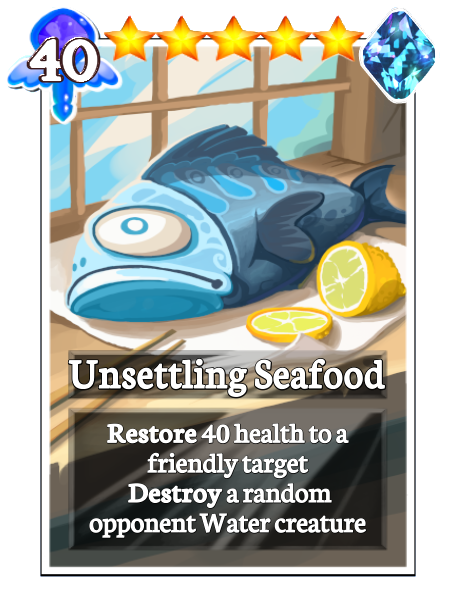 40
Unsettling Seafood
Restore 40 health to a
friendly target
Destroy a random
opponent Water creature